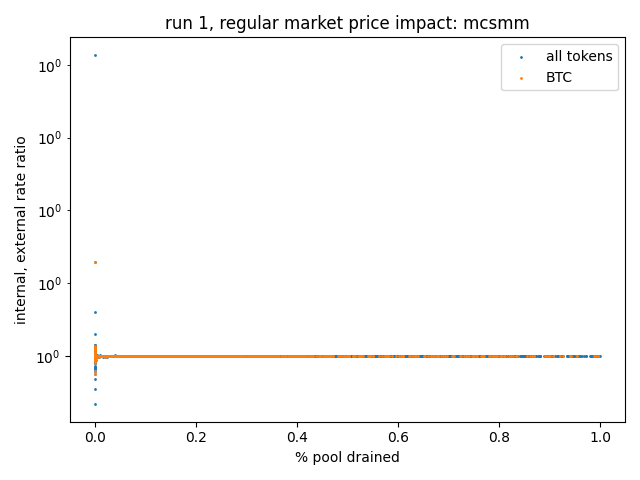 run 1, regular market price impact: mcsmm
internal, external rate ratio
10⁰
10⁰
10⁰
10⁰
10⁰
all tokens
BTC
0.0 0.2 0.4 0.6 0.8 1.0
% pool drained